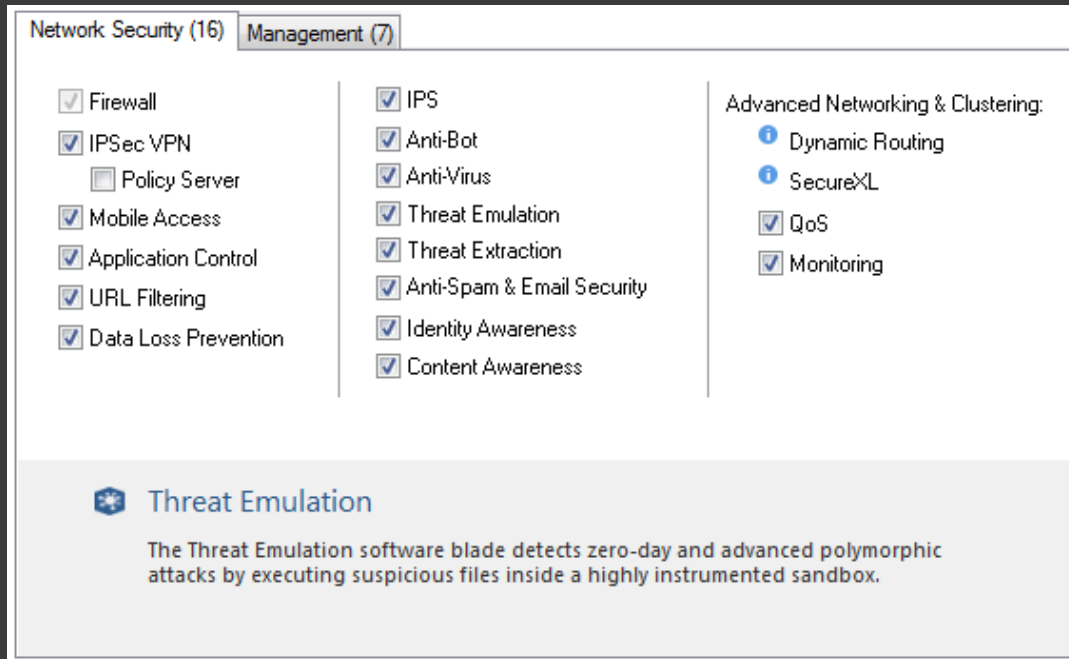 Network Security (16)
Management (7)
Firewall
IPSec VPN
Policy Server
Mobile Access
Application Control
URL Filtering
Data Loss Prevention
IPS
Anti-Bot
Anti-Virus
Threat Emulation
Threat Extraction
Anti-Spam & Email Security
Identity Awareness
Content Awareness
Advanced Networking & Clustering:
Dynamic Routing
SecureXL
QoS
Monitoring
Threat Emulation
The Threat Emulation software blade detects zero-day and advanced polymorphic
attacks by executing suspicious files inside a highly instrumented sandbox.